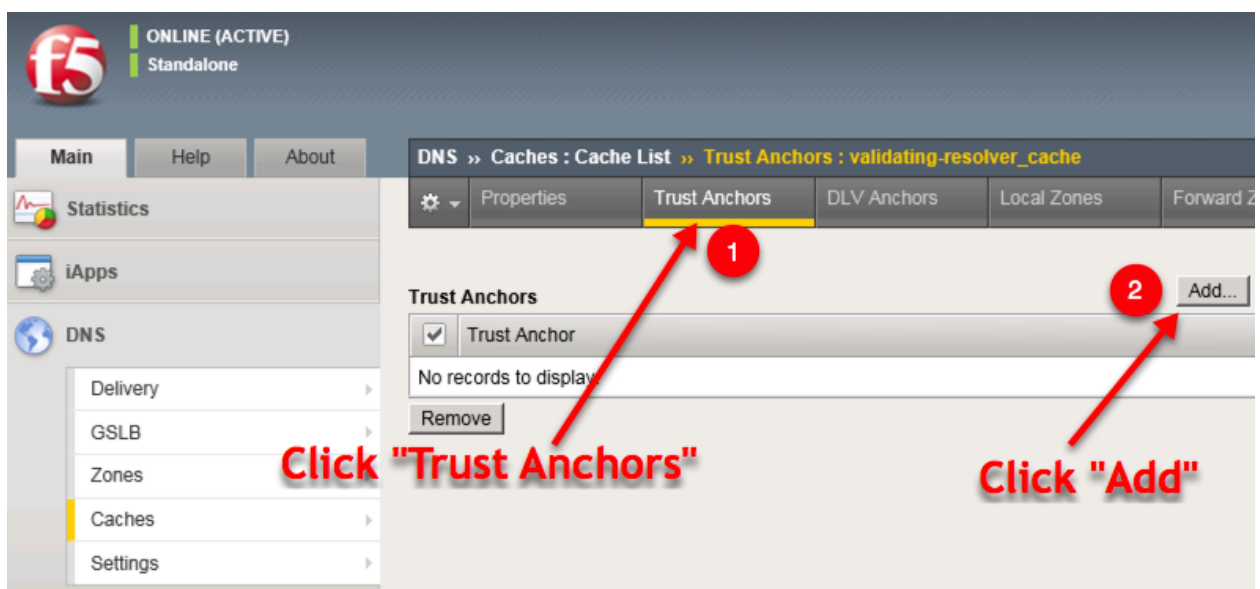 f5
ONLINE (ACTIVE)
Standalone
Main Help About
DNS ›› Caches : Cache List ›› Trust Anchors : validating-resolver_cache
Statistics
Properties Trust Anchors DLV Anchors Local Zones Forward Z
1
iApps
Trust Anchors
2 Add...
DNS
Trust Anchor
Delivery
No records to display.
GSLB
Remove
Zones
Click "Trust Anchors"
Click "Add"
Caches
Settings